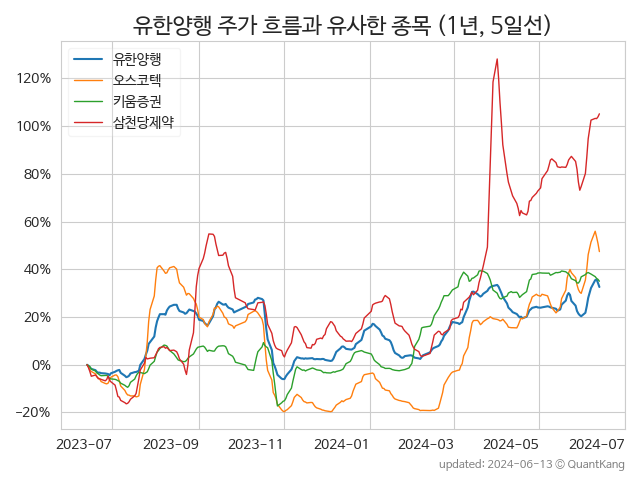 유한양행 주가 흐름과 유사한 종목 (1년, 5일선)
유한양행
오스코텍
키움증권
삼천당제약
120%
100%
80%
60%
40%
20%
0%
−20%
2023-07
2023-09
2023-11
2024-01
2024-03
2024-05
2024-07
updated: 2024-06-13 © QuantKang